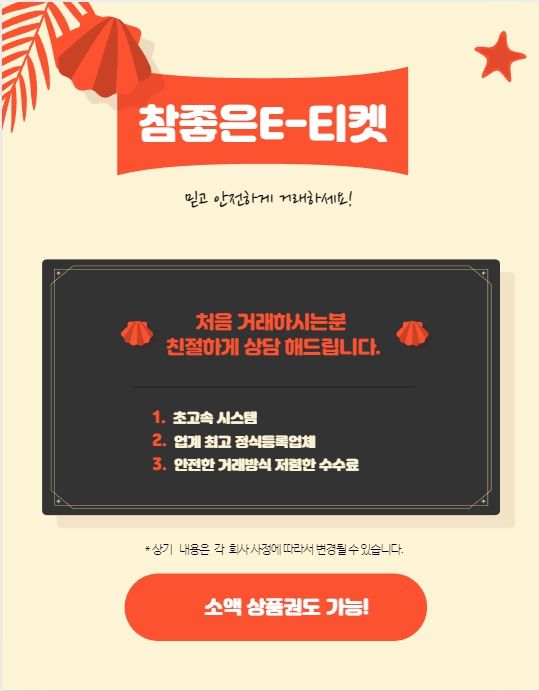 참좋은E-티켓
믿고 안전하게 거래하세요!
처음 거래하시는분
친절하게 상담 해드립니다.
1. 초고속 시스템
2. 업계 최고 정식등록업체
3. 안전한 거래방식 저렴한 수수료
* 상기 내용은 각 회사 사정에 따라서 변경될 수 있습니다.
소액 상품권도 가능!